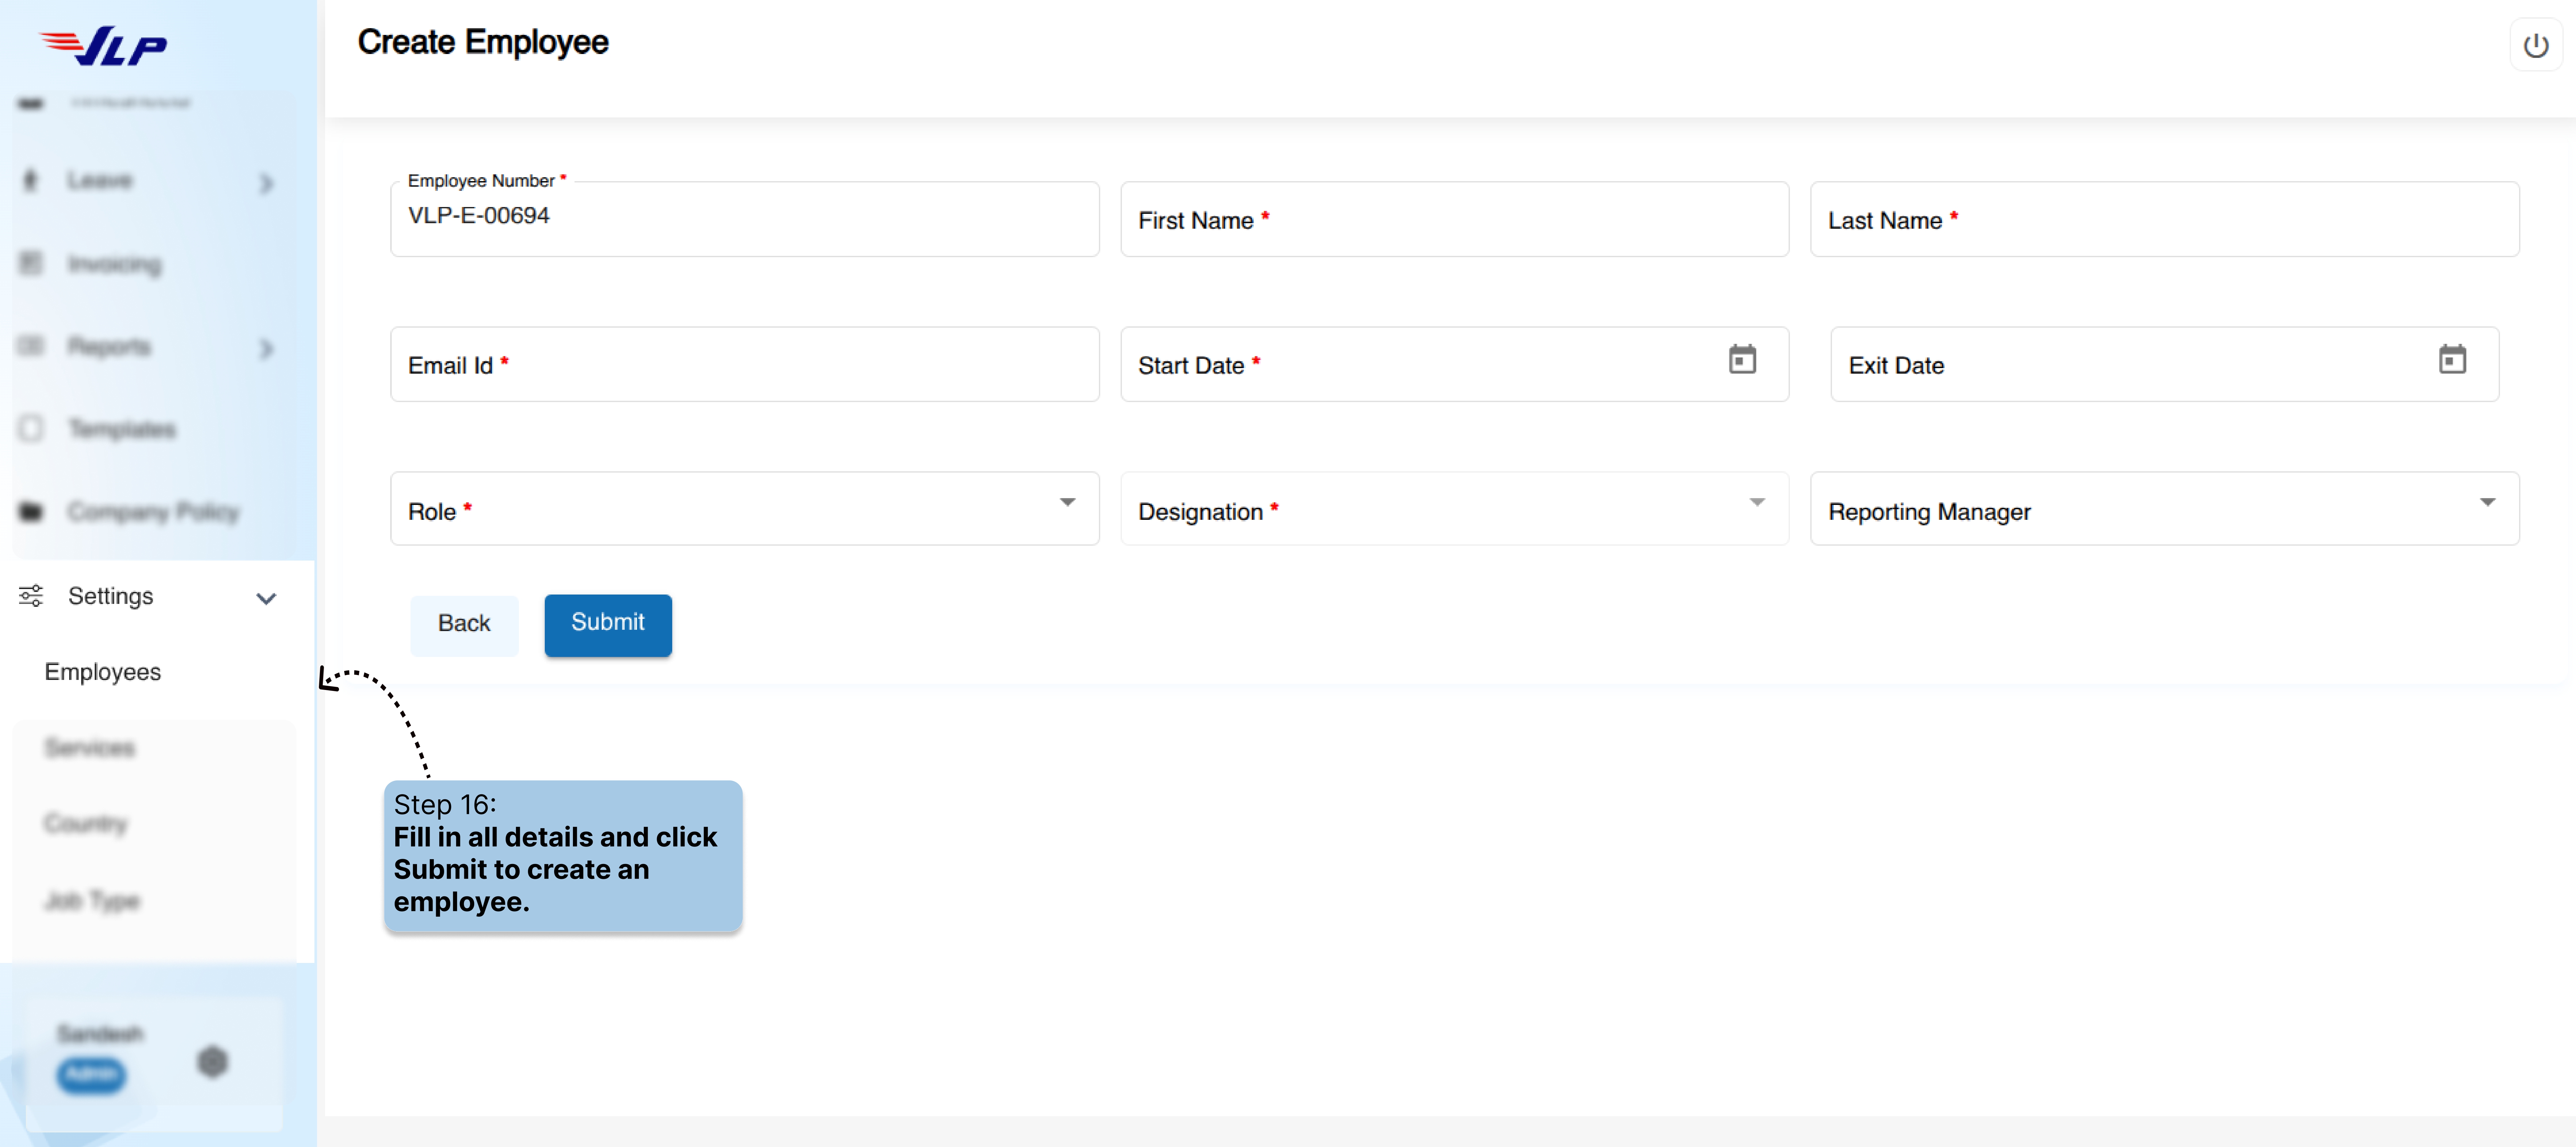 VLP
Create Employee
Leave
Invoicing
Reports
Templates
Company Policy
Settings
Employees
Services
Country
Job Type
Sandesh
Admin
Employee Number *
VLP-E-00694
First Name *
Last Name *
Email Id *
Start Date *
Exit Date
Role *
Designation *
Reporting Manager
Back
Submit
Step 16:
Fill in all details and click
Submit to create an
employee.